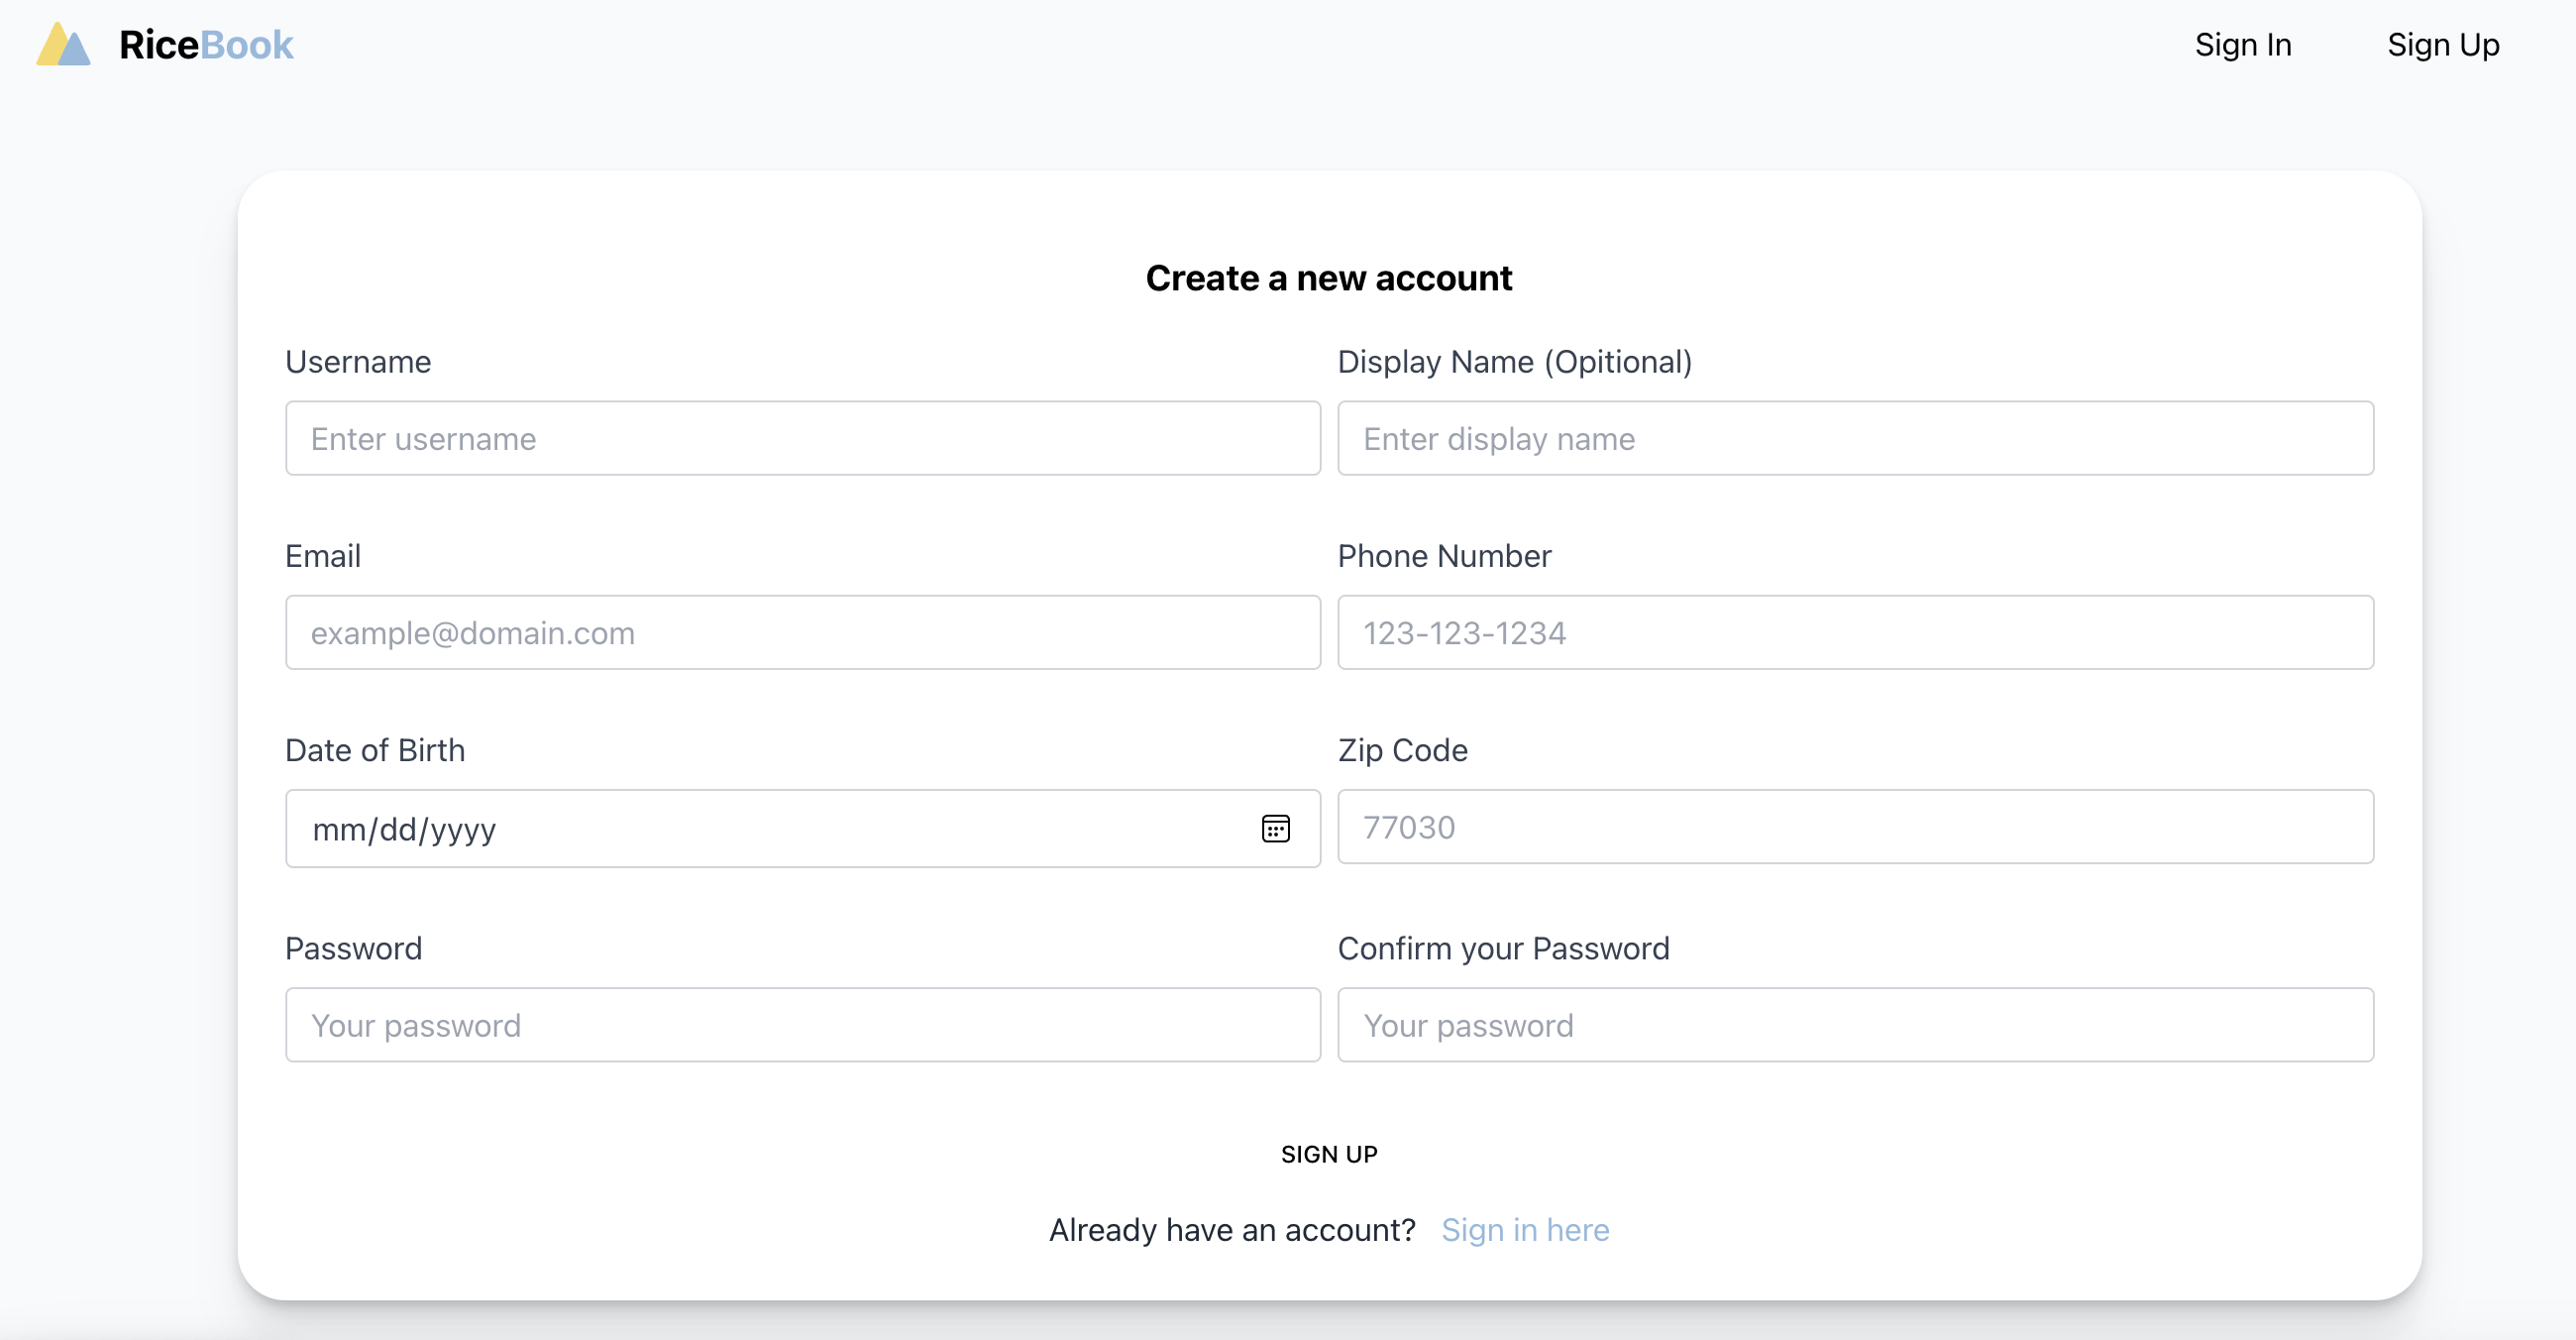 RiceBook
Sign In
Sign Up
Create a new account
Username
Display Name (Opitional)
Enter username
Enter display name
Email
Phone Number
example@domain.com
123-123-1234
Date of Birth
Zip Code
mm/dd/yyyy
77030
Password
Confirm your Password
Your password
Your password
SIGN UP
Already have an account? Sign in here